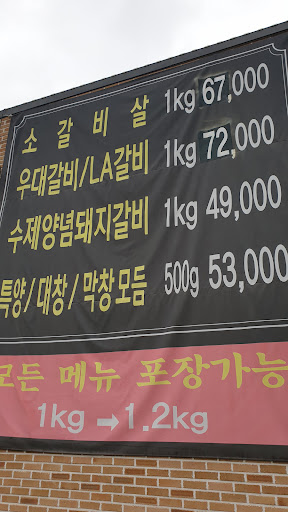 소 갈 비 살 1kg 67,000
우대갈비/LA갈비 1kg 72,000
수제양념돼지갈비 1kg 49,000
특양/대창/막창모듬 500g 53,000
모든 메뉴 포장가능
1kg → 1.2kg